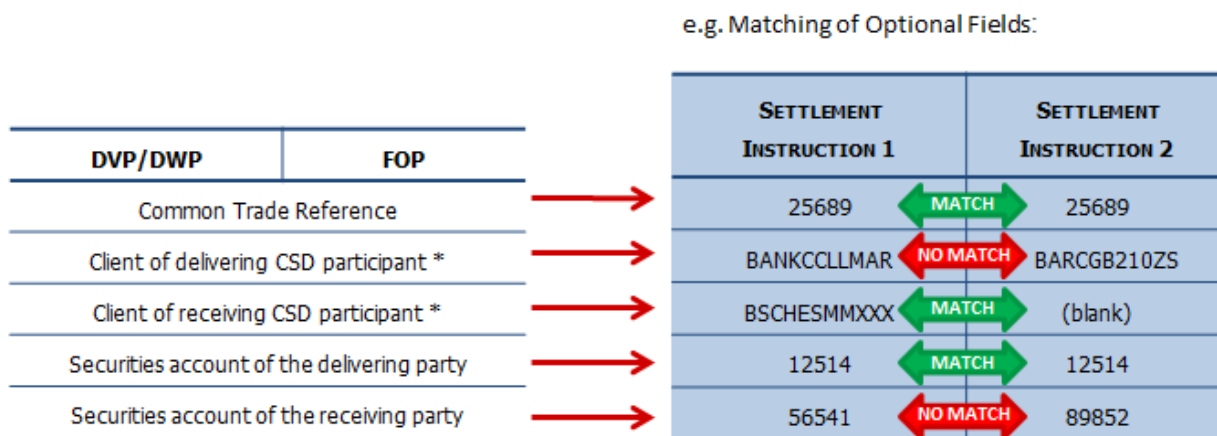 e.g. Matching of Optional Fields:
SETTLEMENT INSTRUCTION 1
SETTLEMENT INSTRUCTION 2
DVP/DWP FOP
Common Trade Reference 25689 MATCH 25689
Client of delivering CSD participant * BANKCCLLMAR NO MATCH BARCGB210ZS
Client of receiving CSD participant * BSCHESMMXXX MATCH (blank)
Securities account of the delivering party 12514 MATCH 12514
Securities account of the receiving party 56541 NO MATCH 89852